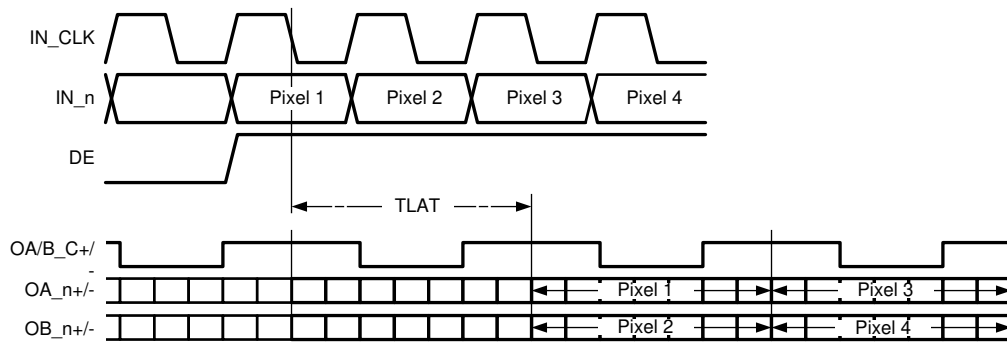 IN_CLK
IN_n
Pixel 1 Pixel 2 Pixel 3 Pixel 4
DE
TLAT
OA/B_C+/
-
OA_n+/-
Pixel 1 Pixel 3
OB_n+/-
Pixel 2 Pixel 4